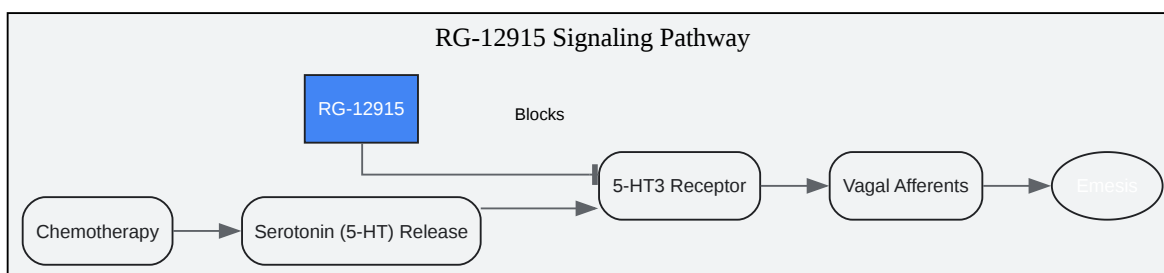 RG-12915 Signaling Pathway
RG-12915
Blocks
5-HT3 Receptor
Vagal Afferents
Emesis
Chemotherapy
Serotonin (5-HT) Release